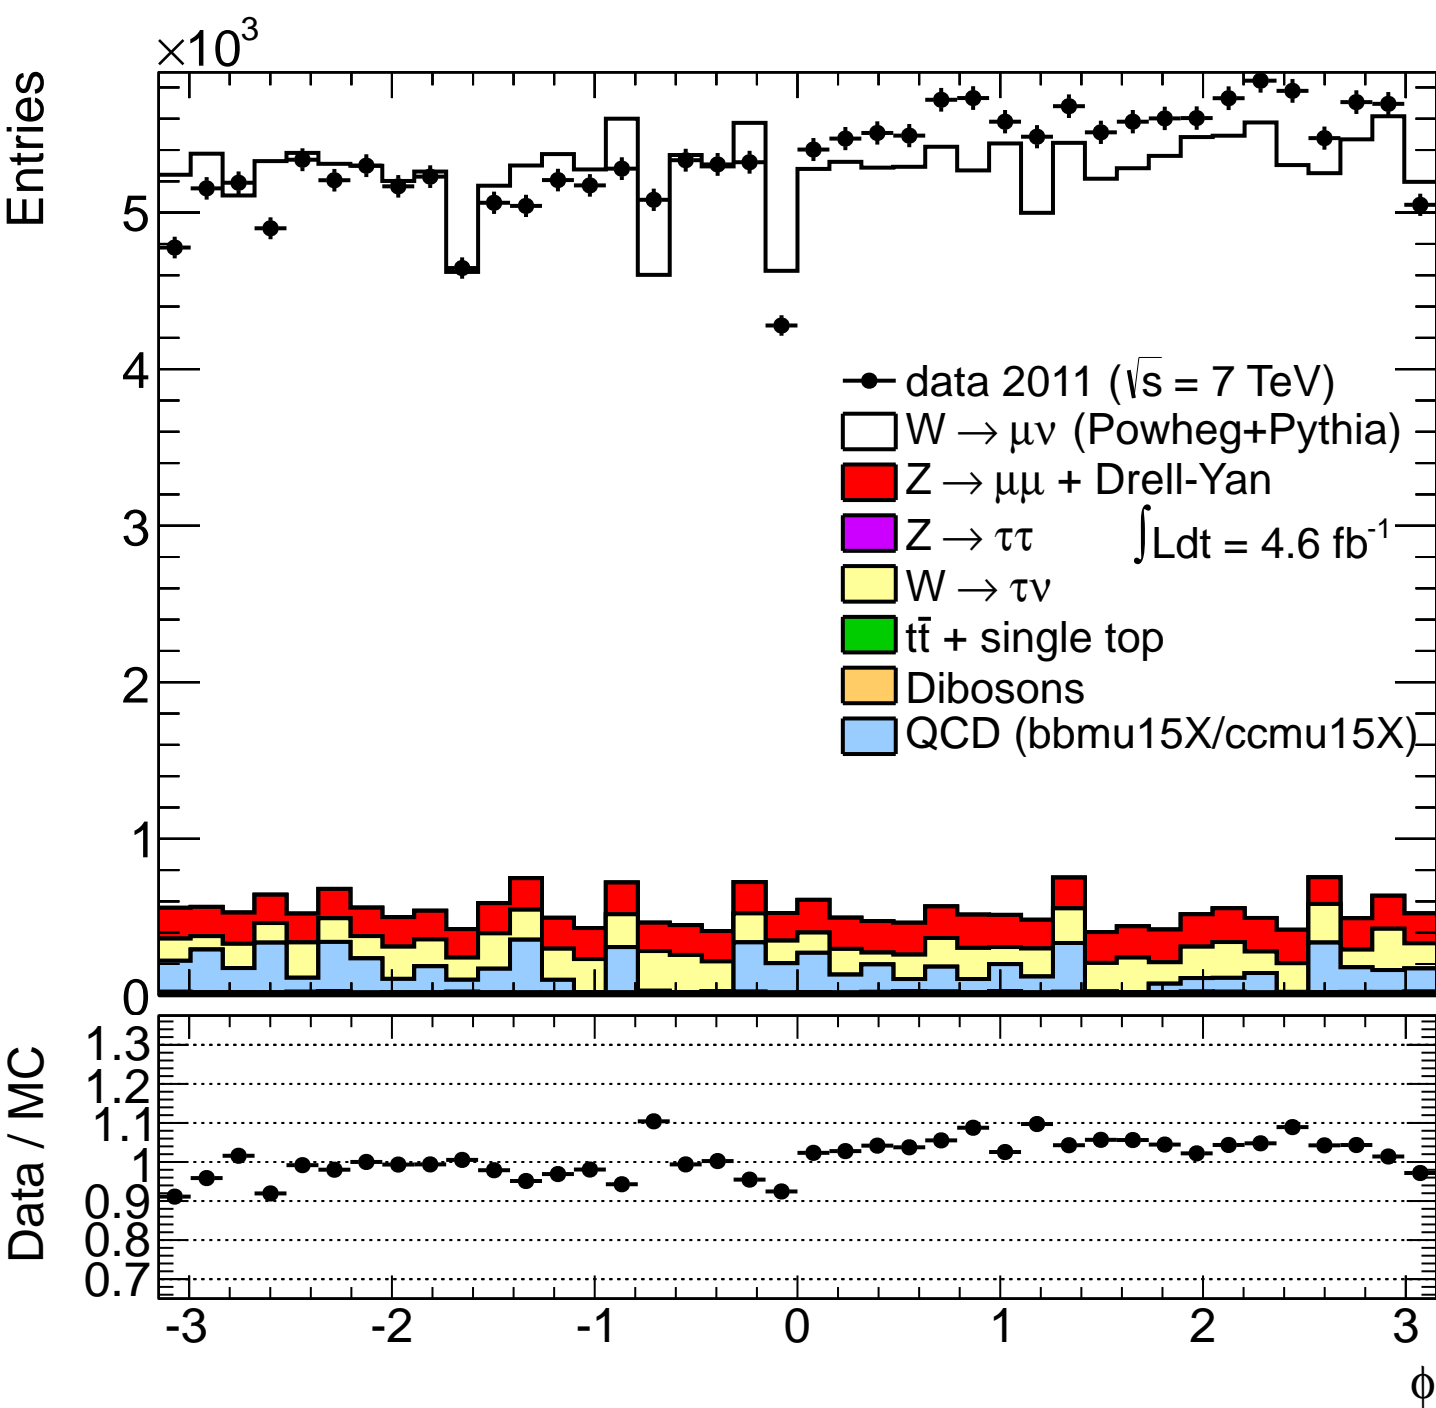 ×10³
Entries
5
4
3
2
1
0
data 2011 (√s = 7 TeV)
W → μν (Powheg+Pythia)
Z → μμ + Drell-Yan
Z → ττ
∫Ldt = 4.6 fb⁻¹
W → τν
tt̄ + single top
Dibosons
QCD (bbmu15X/ccmu15X)
Data / MC
1.3
1.2
1.1
1
0.9
0.8
0.7
-3 -2 -1 0 1 2 3
ϕ